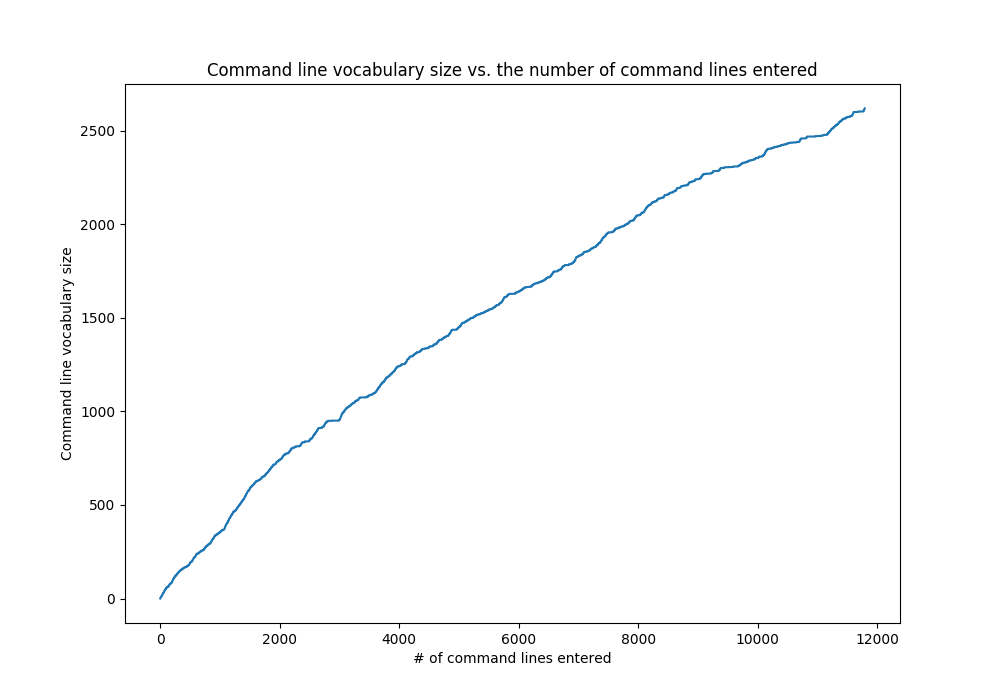 Command line vocabulary size vs. the number of command lines entered
2500
2000
1500
1000
500
0
Command line vocabulary size
0 2000 4000 6000 8000 10000 12000
# of command lines entered